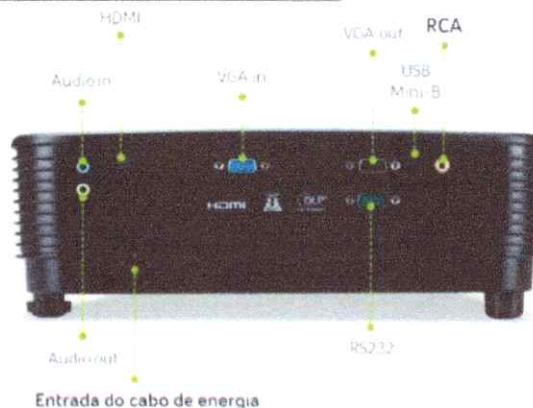 HDMI
VGA out
RCA
Audio in
VGA in
USB
Mini-B
HDMI
DLP
Audio out
RS232
Entrada do cabo de energia